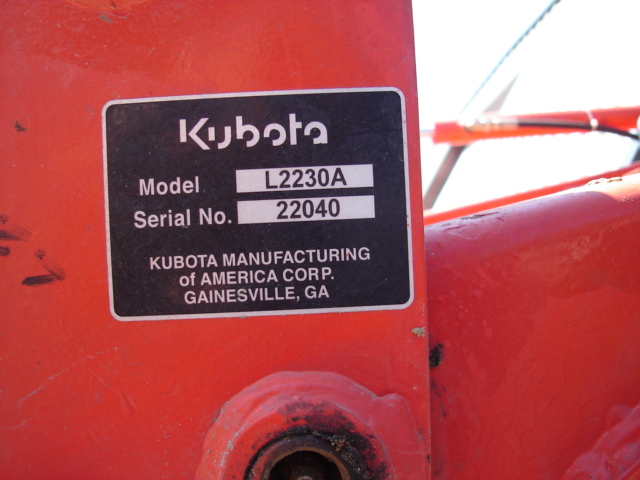 Kubota
Model L2230A
Serial No. 22040
KUBOTA MANUFACTURING
of AMERICA CORP.
GAINESVILLE, GA